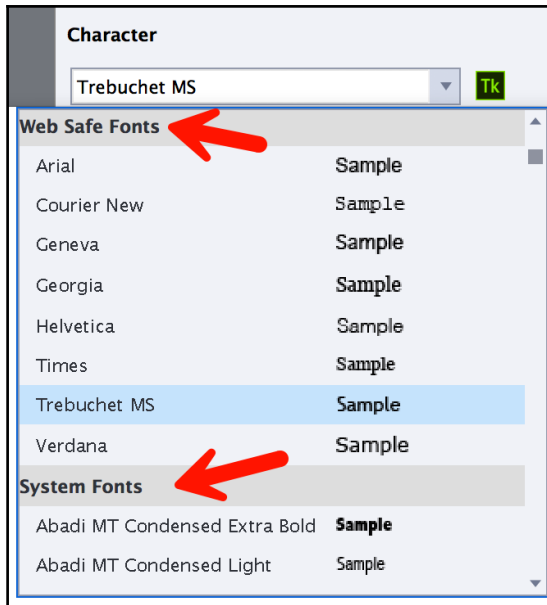 Character
Trebuchet MS Tk
Web Safe Fonts
Arial Sample
Courier New Sample
Geneva Sample
Georgia Sample
Helvetica Sample
Times Sample
Trebuchet MS Sample
Verdana Sample
System Fonts
Abadi MT Condensed Extra Bold Sample
Abadi MT Condensed Light Sample